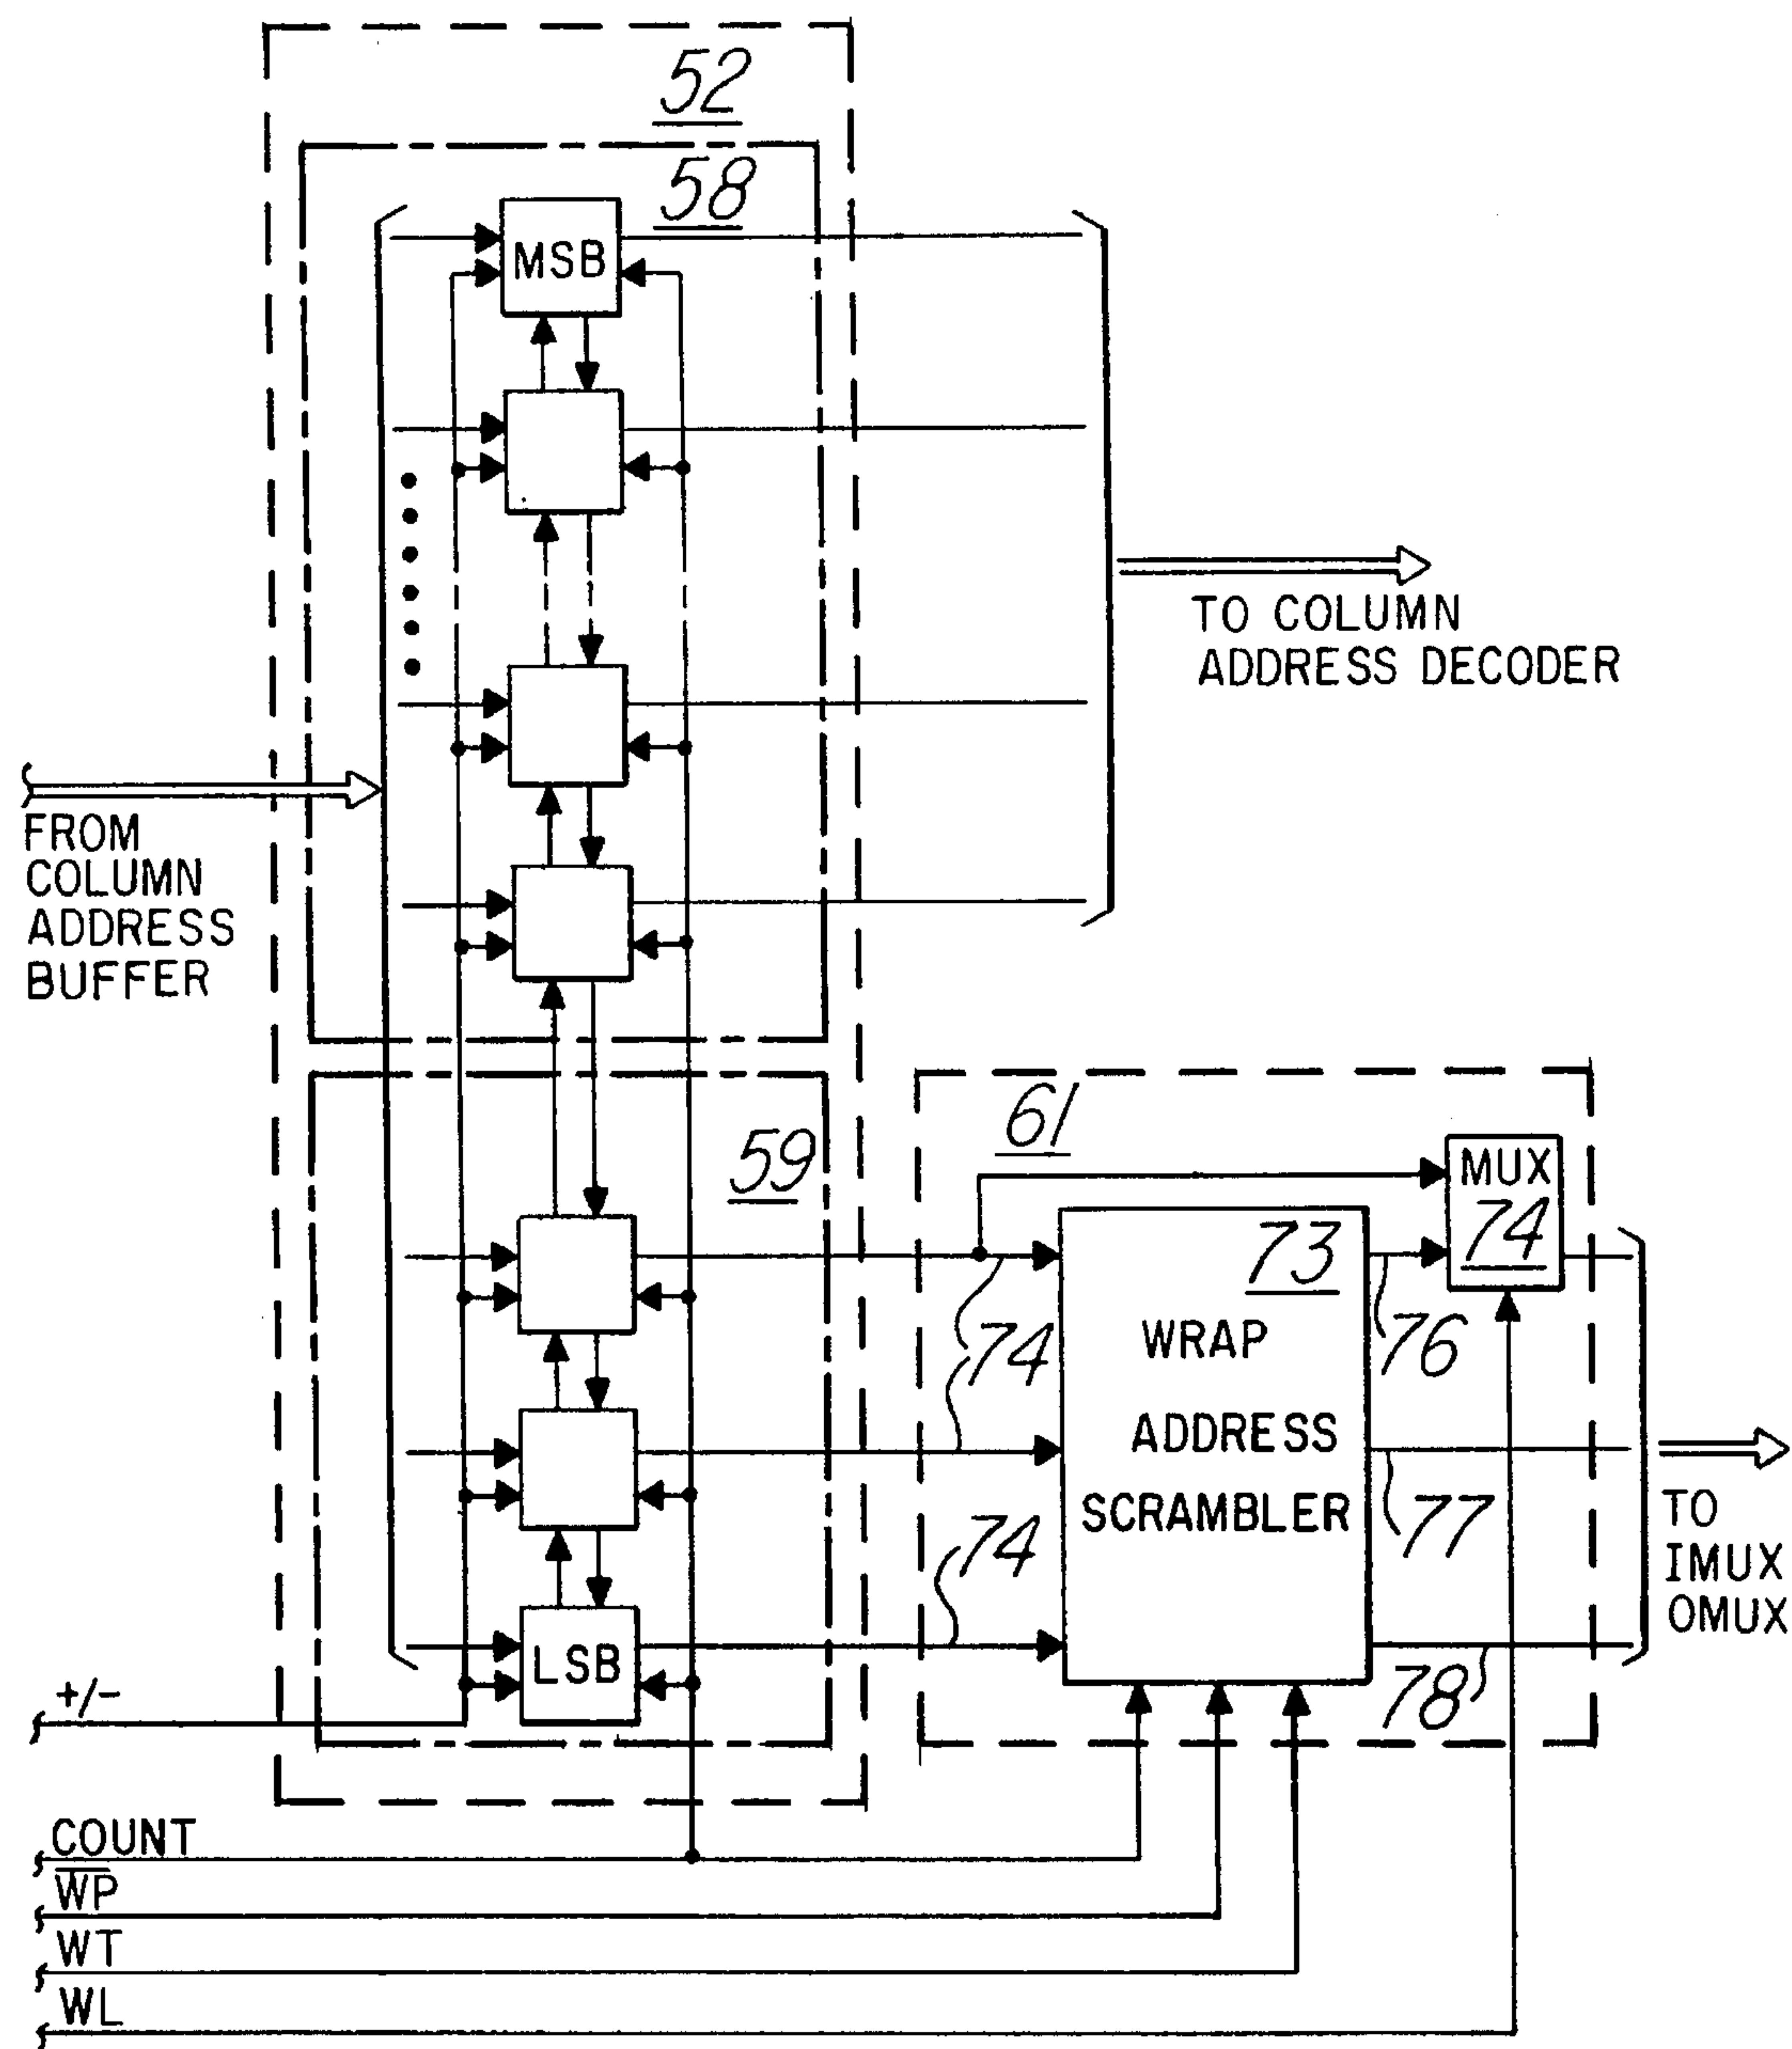 52
58
MSB
TO COLUMN
ADDRESS DECODER
FROM
COLUMN
ADDRESS
BUFFER
61
59
MUX
74
73
WRAP
ADDRESS
SCRAMBLER
74
76
77
74
TO
IMUX
OMUX
LSB
78
+/-
COUNT
W̅P̅
WT
WL